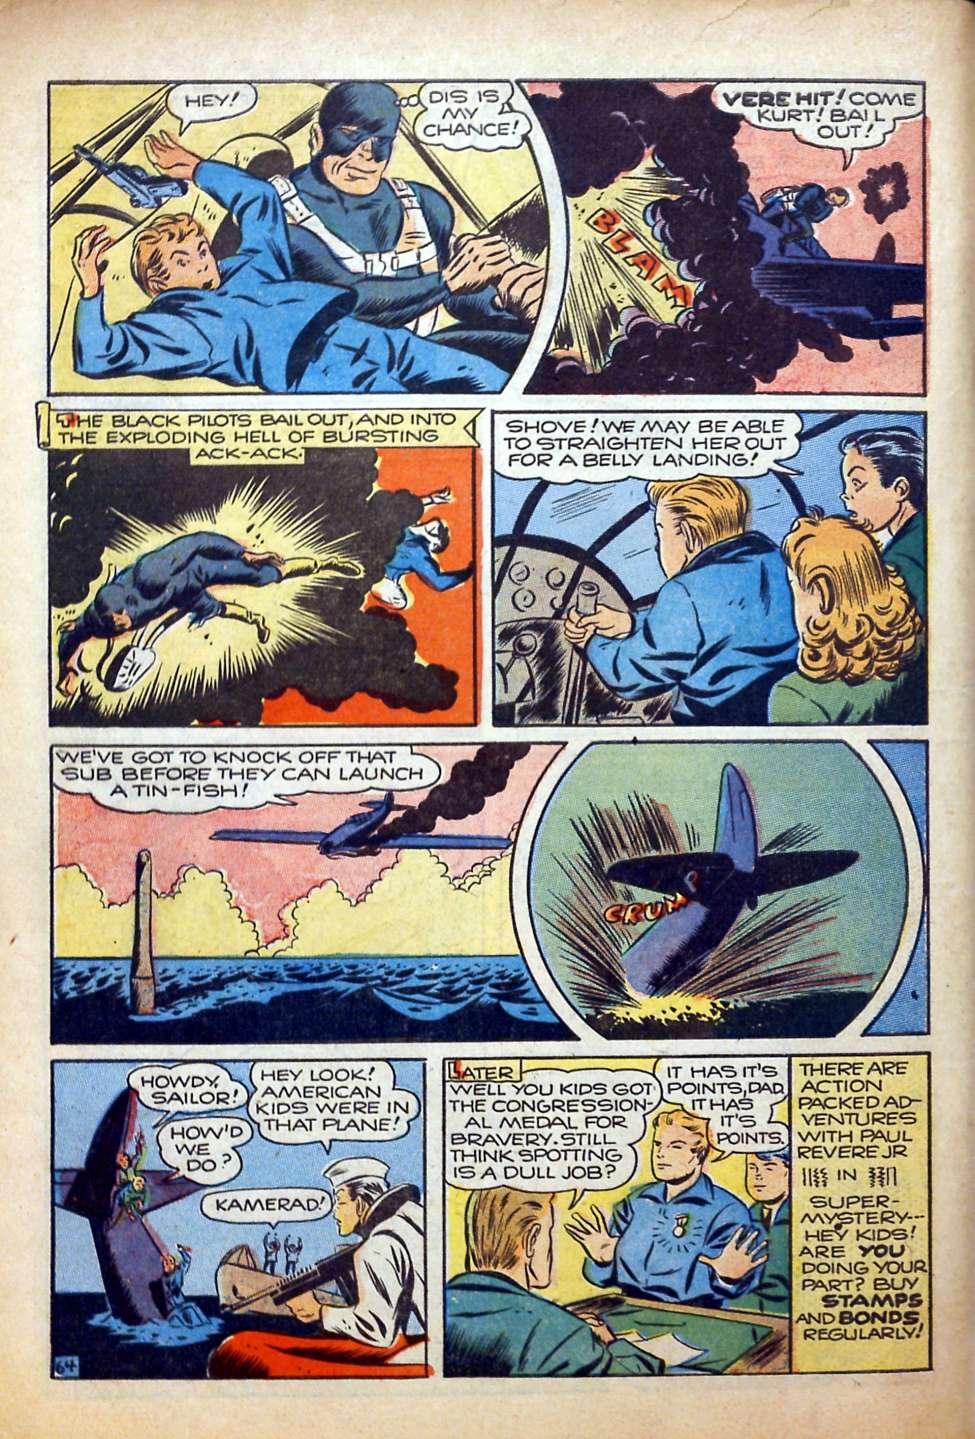 HEY!
DIS IS
MY
CHANCE!
VERE HIT! COME
KURT! BAIL
OUT!
BLAM
THE BLACK PILOTS BAIL OUT, AND INTO
THE EXPLODING HELL OF BURSTING
ACK-ACK.
SHOVE! WE MAY BE ABLE
TO STRAIGHTEN HER OUT
FOR A BELLY LANDING!
WE'VE GOT TO KNOCK OFF THAT
SUB BEFORE THEY CAN LAUNCH
A TIN-FISH!
CRUMP
HOWDY,
SAILOR!
HOW'D
WE
DO?
HEY LOOK!
AMERICAN
KIDS WERE IN
THAT PLANE!
KAMERAD!
64
LATER
WELL YOU KIDS GOT
THE CONGRESSION-
AL MEDAL FOR
BRAVERY. STILL
THINK SPOTTING
IS A DULL JOB?
IT HAS IT'S
POINTS, DAD,
IT HAS
IT'S
POINTS.
THERE ARE
ACTION
PACKED AD-
VENTURES
WITH PAUL
REVERE JR
IN
SUPER-
MYSTERY---
HEY KIDS!
ARE YOU
DOING YOUR
PART? BUY
STAMPS
AND BONDS,
REGULARLY!